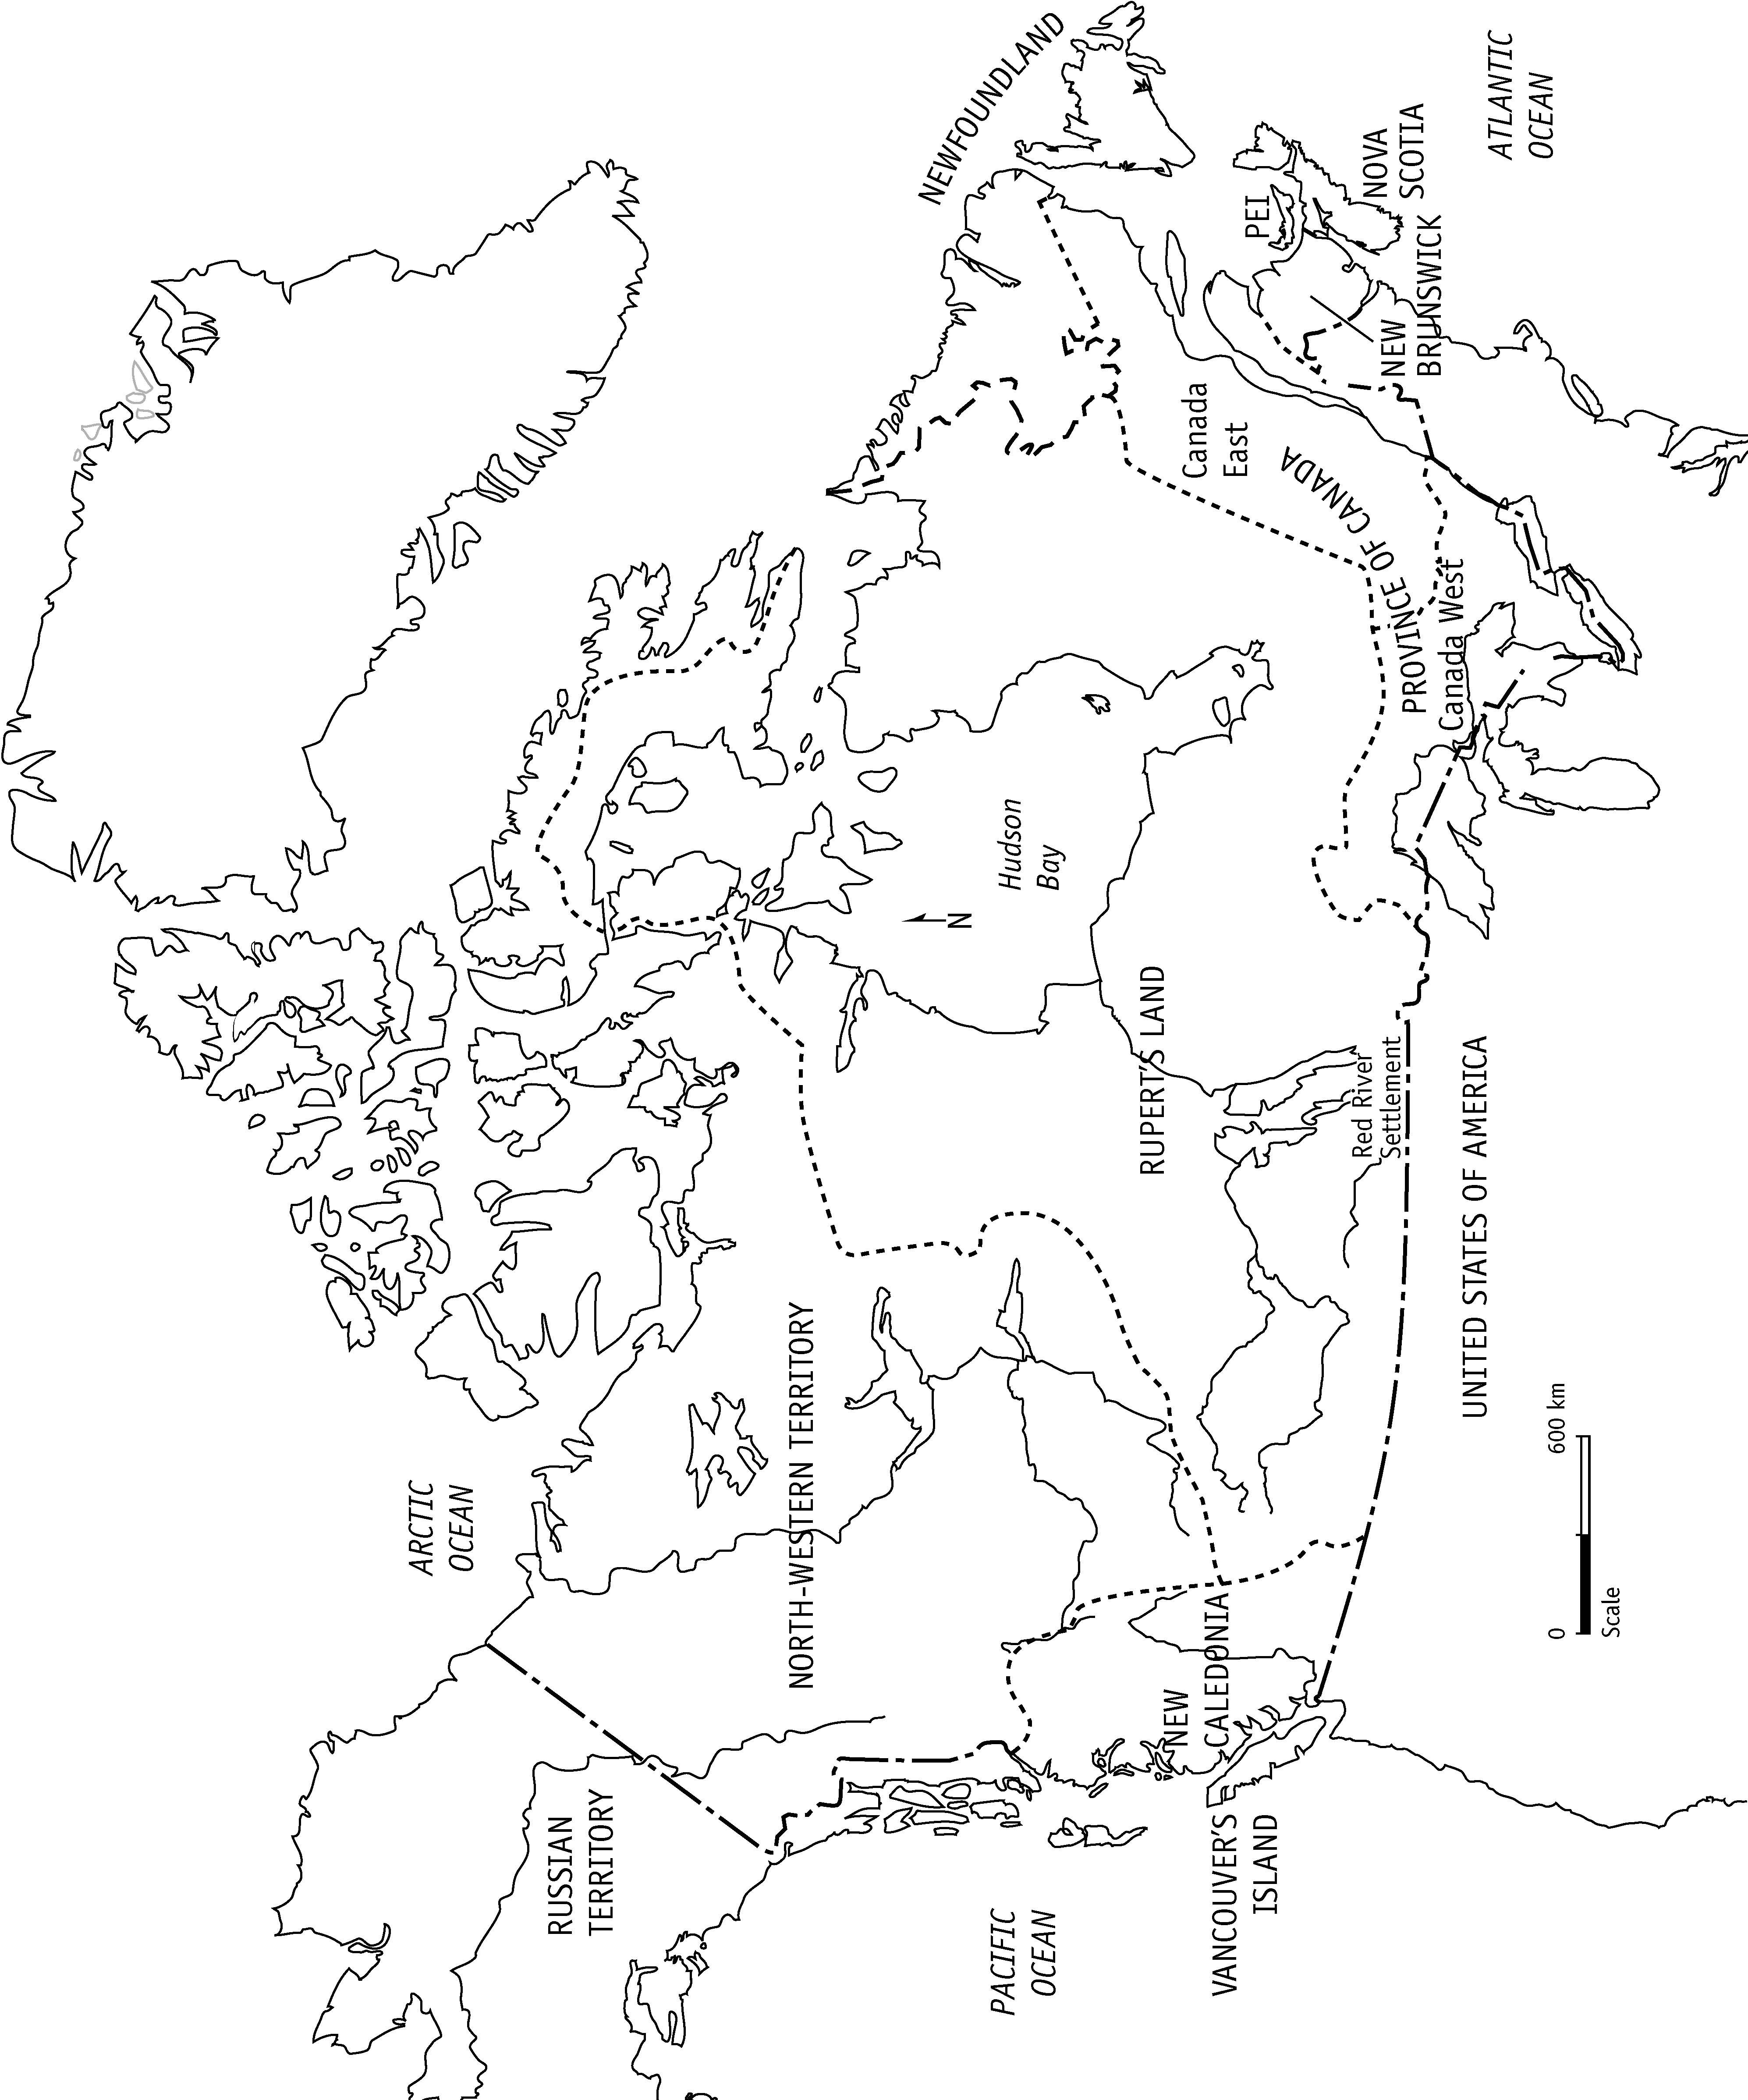 ARCTIC
OCEAN
RUSSIAN
TERRITORY
NORTH-WESTERN TERRITORY
NEWFOUNDLAND
N
Hudson
Bay
PACIFIC
OCEAN
RUPERT'S LAND
NEW
CALEDONIA
VANCOUVER'S
ISLAND
Canada
East
PROVINCE OF CANADA
Canada West
PEI
NOVA
SCOTIA
NEW
BRUNSWICK
Red River
Settlement
UNITED STATES OF AMERICA
ATLANTIC
OCEAN
0
600 km
Scale